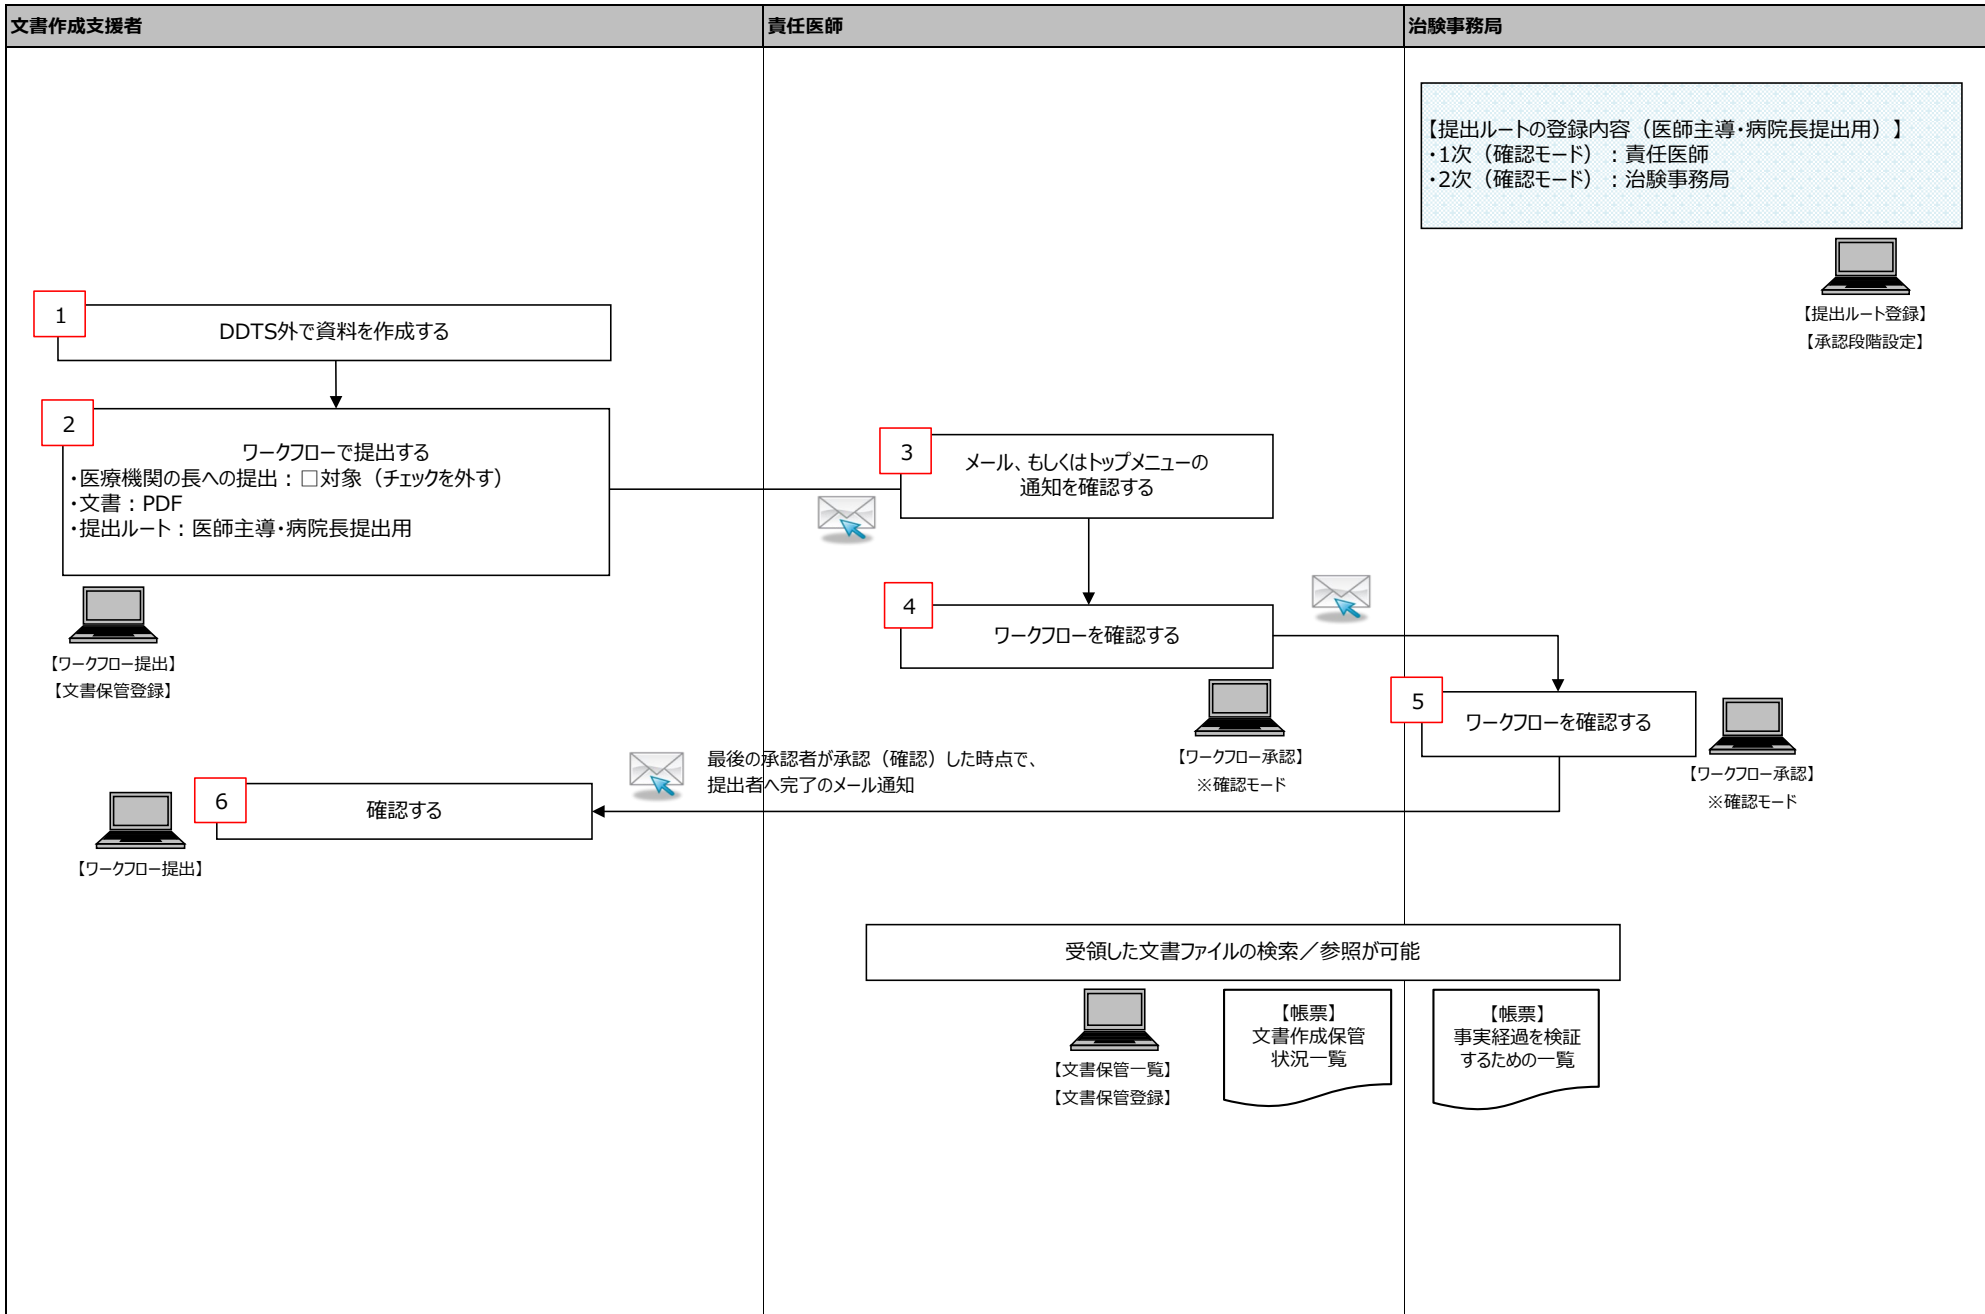 文書作成支援者
責任医師
治験事務局
【提出ルートの登録内容（医師主導・病院長提出用）】
・1次（確認モード）：責任医師
・2次（確認モード）：治験事務局
【提出ルート登録】
【承認段階設定】
1
DDTS外で資料を作成する
2
ワークフローで提出する
・医療機関の長への提出：□対象（チェックを外す）
・文書：PDF
・提出ルート：医師主導・病院長提出用
【ワークフロー提出】
【文書保管登録】
3
メール、もしくはトップメニューの
通知を確認する
4
ワークフローを確認する
【ワークフロー承認】
※確認モード
5
ワークフローを確認する
【ワークフロー承認】
※確認モード
最後の承認者が承認（確認）した時点で、
提出者へ完了のメール通知
6
確認する
【ワークフロー提出】
受領した文書ファイルの検索／参照が可能
【文書保管一覧】
【文書保管登録】
【帳票】
文書作成保管
状況一覧
【帳票】
事実経過を検証
するための一覧